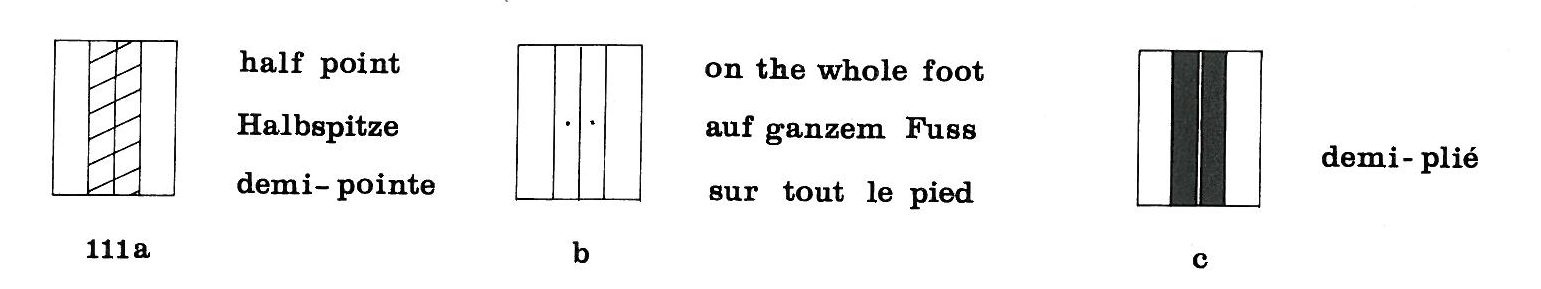 half point
Halbspitze
demi-pointe
111a
on the whole foot
auf ganzem Fuss
sur tout le pied
b
demi-plié
c